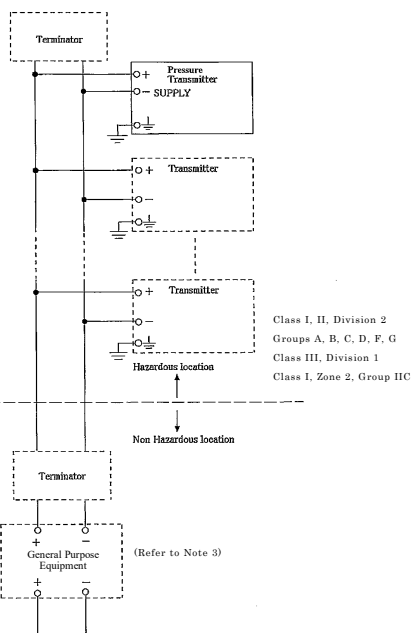 Terminator
+ Pressure
Transmitter
− SUPPLY
+ Transmitter
−
+ Transmitter
−
Class I, II, Division 2
Groups A, B, C, D, F, G
Class III, Division 1
Class I, Zone 2, Group IIC
Hazardous location
Non Hazardous location
Terminator
+ −
General Purpose
Equipment
(Refer to Note 3)
+ −